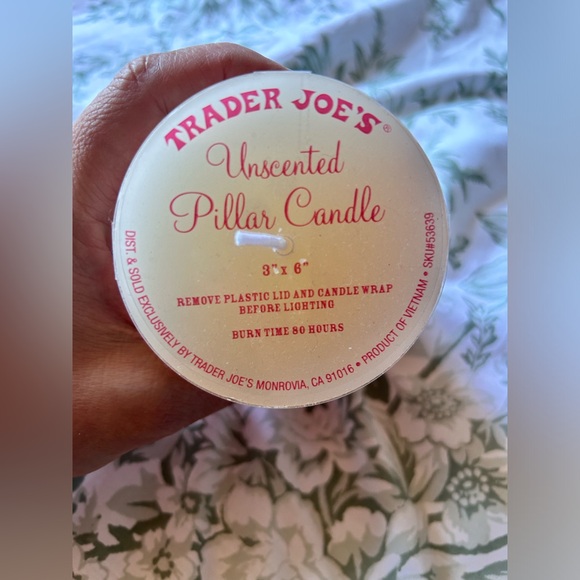 TRADER JOE'S®
Unscented
Pillar Candle
3" x 6"
REMOVE PLASTIC LID AND CANDLE WRAP
BEFORE LIGHTING
BURN TIME 80 HOURS
DIST. & SOLD EXCLUSIVELY BY TRADER JOE'S MONROVIA, CA 91016 • PRODUCT OF VIETNAM • SKU#53639